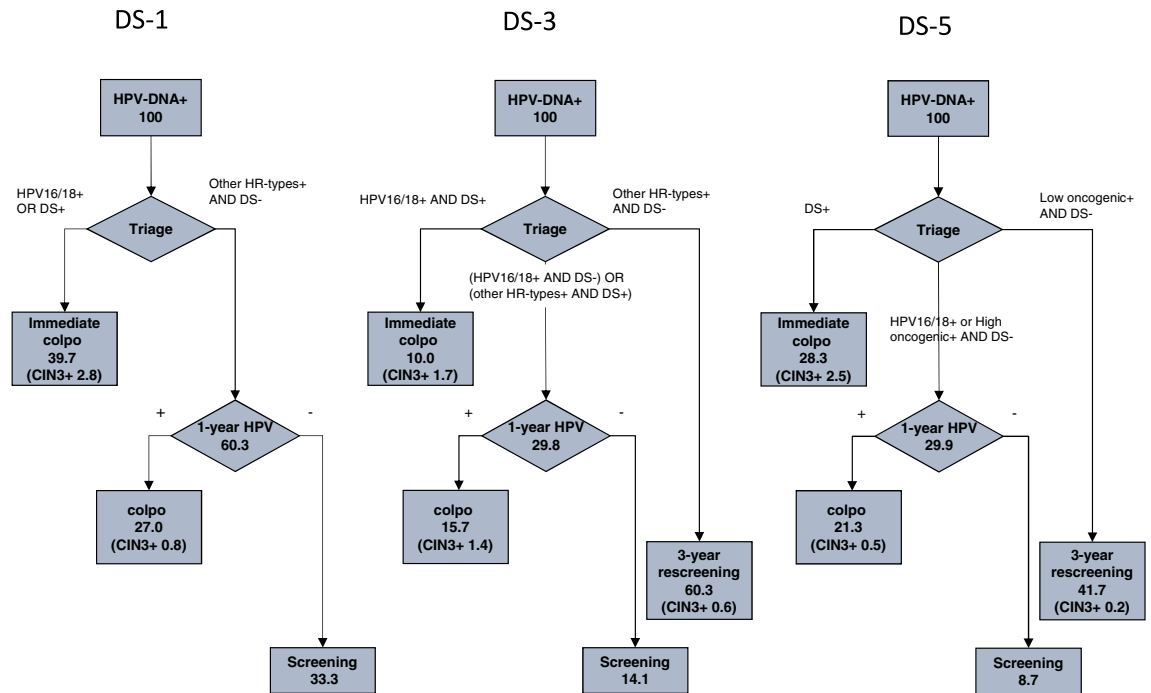 DS-1
HPV-DNA+
100
HPV16/18+
OR DS+
Other HR-types+
AND DS-
Triage
Immediate
colpo
39.7
(CIN3+ 2.8)
+
-
1-year HPV
60.3
colpo
27.0
(CIN3+ 0.8)
Screening
33.3
DS-3
HPV-DNA+
100
HPV16/18+ AND DS+
Other HR-types+
AND DS-
Triage
(HPV16/18+ AND DS-) OR
(other HR-types+ AND DS+)
Immediate
colpo
10.0
(CIN3+ 1.7)
+
-
1-year HPV
29.8
colpo
15.7
(CIN3+ 1.4)
3-year
rescreening
60.3
(CIN3+ 0.6)
Screening
14.1
DS-5
HPV-DNA+
100
DS+
Low oncogenic+
AND DS-
Triage
Immediate
colpo
28.3
(CIN3+ 2.5)
HPV16/18+ or High
oncogenic+ AND DS-
+
-
1-year HPV
29.9
colpo
21.3
(CIN3+ 0.5)
3-year
rescreening
41.7
(CIN3+ 0.2)
Screening
8.7